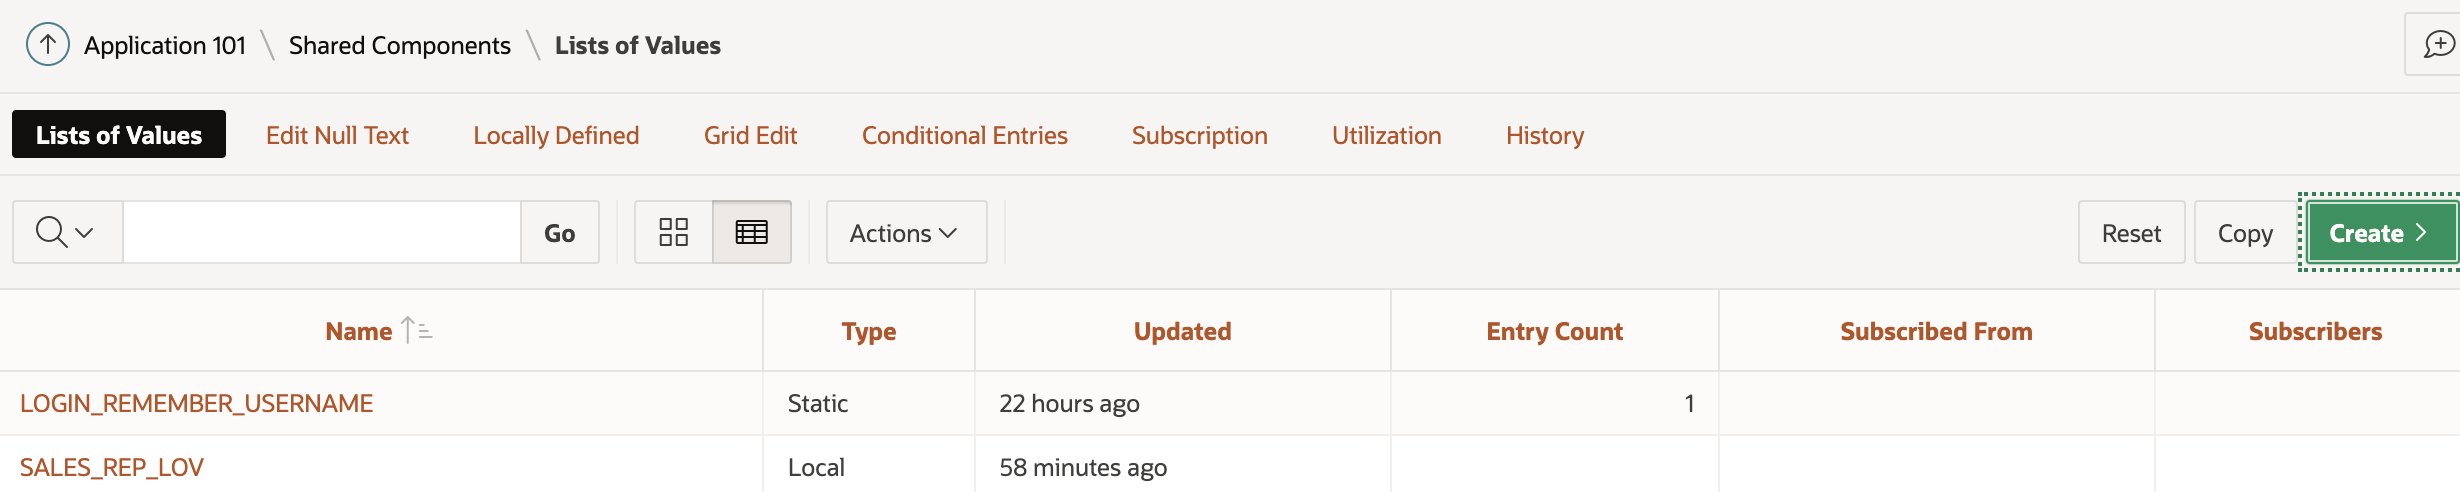 Application 101 \ Shared Components \ Lists of Values
Lists of Values Edit Null Text Locally Defined Grid Edit Conditional Entries Subscription Utilization History
Go Actions Reset Copy Create
Name Type Updated Entry Count Subscribed From Subscribers
LOGIN_REMEMBER_USERNAME Static 22 hours ago 1
SALES_REP_LOV Local 58 minutes ago